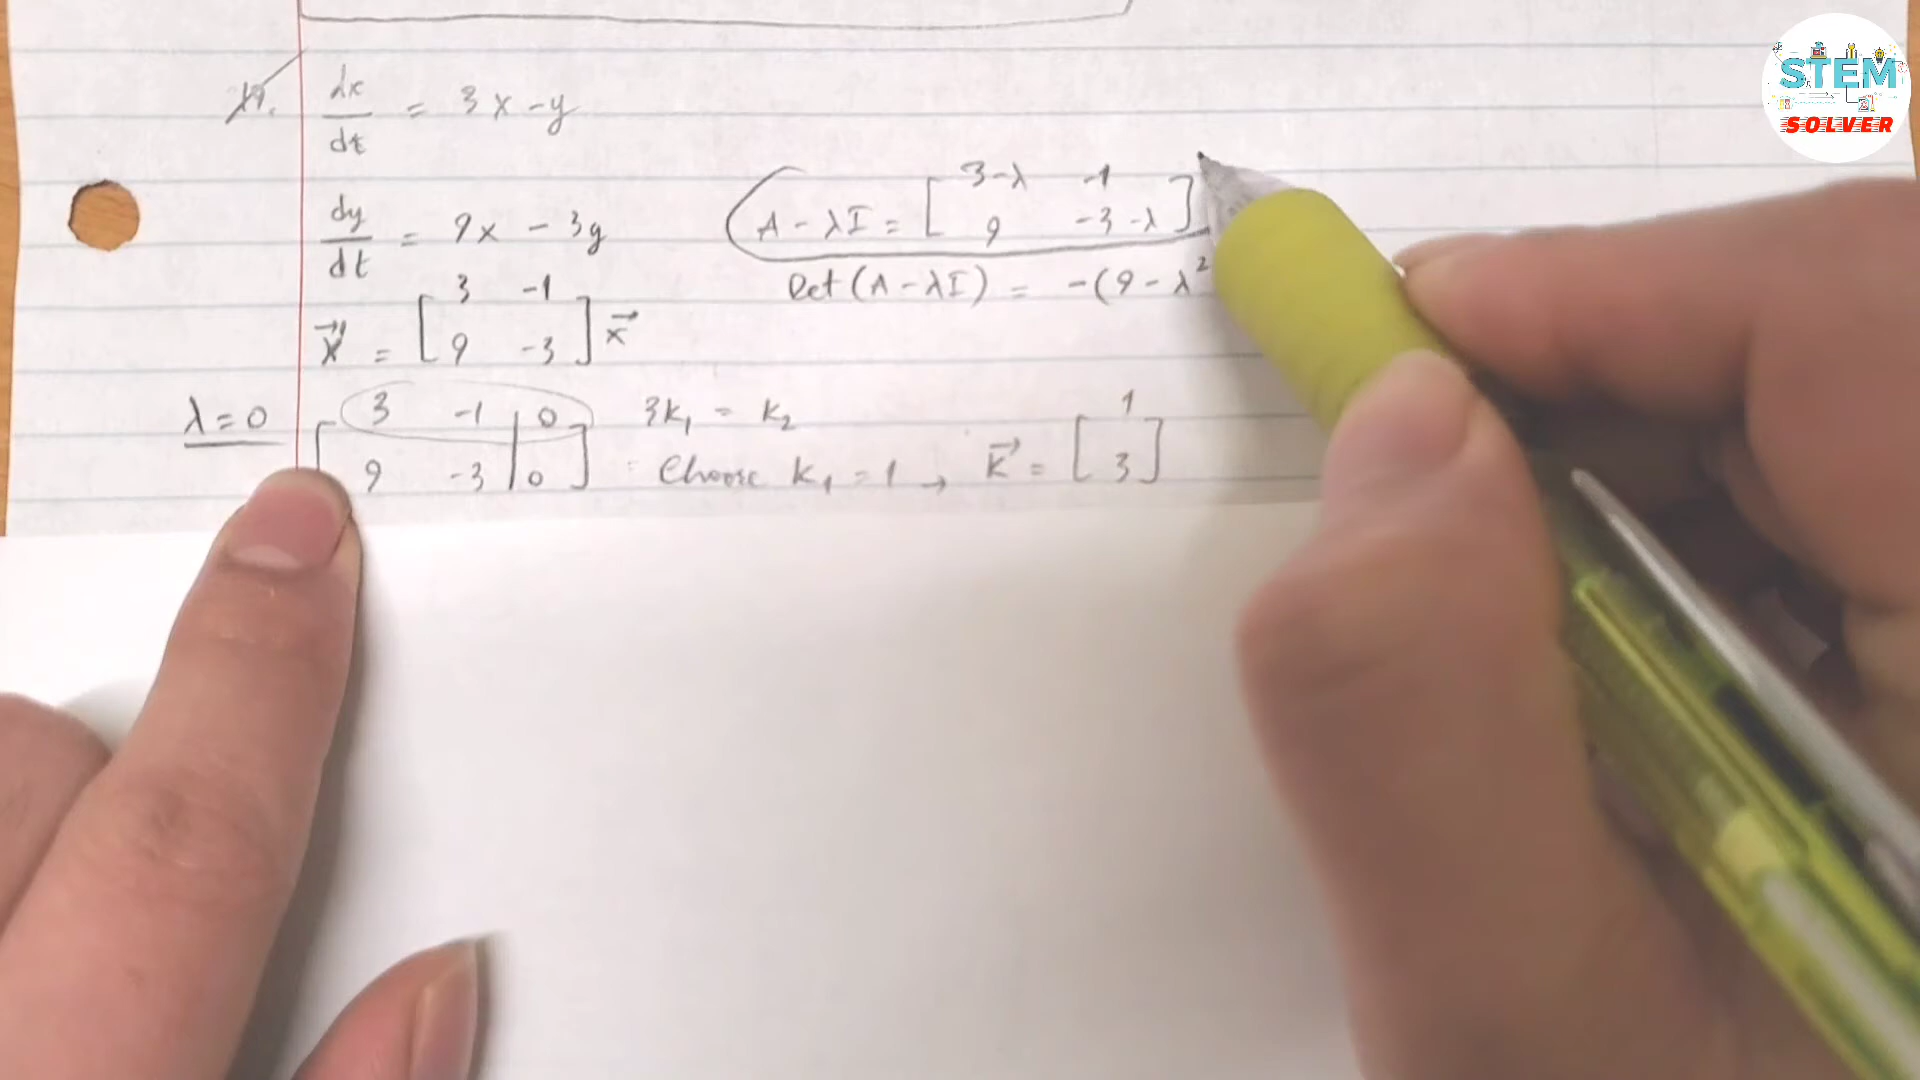 19.
dx/dt = 3x - y
dy/dt = 9x - 3y
A - λI = [3-λ -1
9 -3-λ]
Det(A - λI) = -(9 - λ²
x⃗' = [3 -1
9 -3] x⃗
λ = 0 [3 -1 | 0
9 -3 | 0]
3k₁ = k₂
Choose k₁ = 1 → k⃗ = [1
3]
STEM
SOLVER